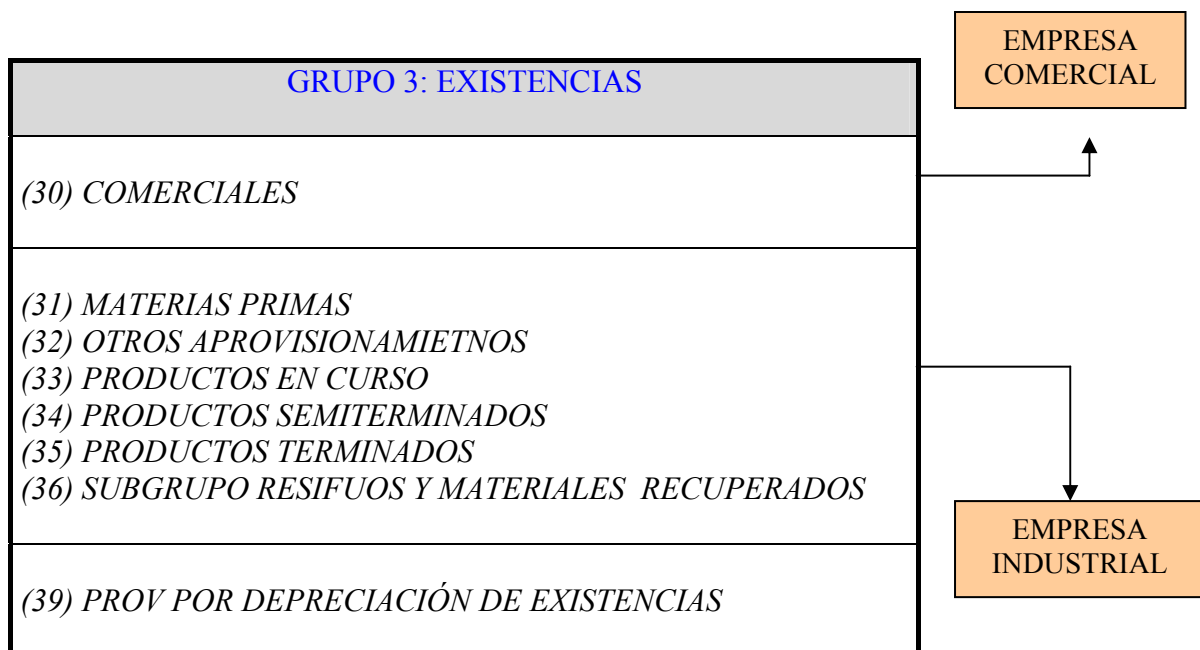 EMPRESA
COMERCIAL
GRUPO 3: EXISTENCIAS
(30) COMERCIALES
(31) MATERIAS PRIMAS
(32) OTROS APROVISIONAMIETNOS
(33) PRODUCTOS EN CURSO
(34) PRODUCTOS SEMITERMINADOS
(35) PRODUCTOS TERMINADOS
(36) SUBGRUPO RESIFUOS Y MATERIALES RECUPERADOS
EMPRESA
INDUSTRIAL
(39) PROV POR DEPRECIACIÓN DE EXISTENCIAS